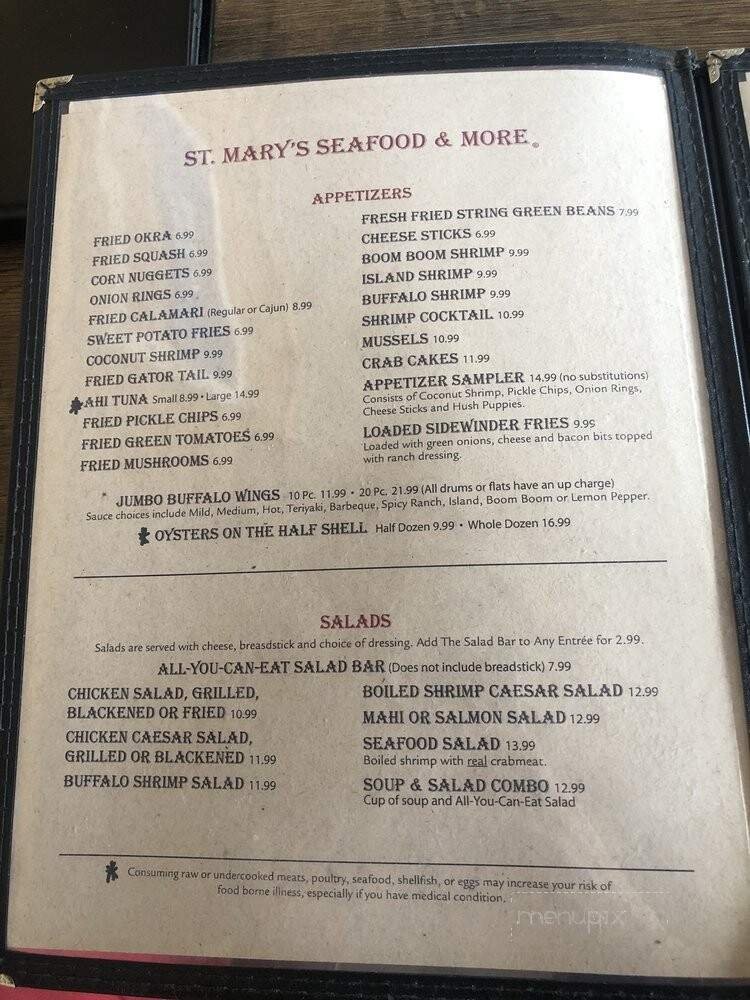 ST. MARY'S SEAFOOD & MORE®
APPETIZERS
FRIED OKRA 6.99
FRIED SQUASH 6.99
CORN NUGGETS 6.99
ONION RINGS 6.99
FRIED CALAMARI (Regular or Cajun) 8.99
SWEET POTATO FRIES 6.99
COCONUT SHRIMP 9.99
FRIED GATOR TAIL 9.99
AHI TUNA Small 8.99 • Large 14.99
FRIED PICKLE CHIPS 6.99
FRIED GREEN TOMATOES 6.99
FRIED MUSHROOMS 6.99
FRESH FRIED STRING GREEN BEANS 7.99
CHEESE STICKS 6.99
BOOM BOOM SHRIMP 9.99
ISLAND SHRIMP 9.99
BUFFALO SHRIMP 9.99
SHRIMP COCKTAIL 10.99
MUSSELS 10.99
CRAB CAKES 11.99
APPETIZER SAMPLER 14.99 (no substitutions)
Consists of Coconut Shrimp, Pickle Chips, Onion Rings,
Cheese Sticks and Hush Puppies.
LOADED SIDEWINDER FRIES 9.99
Loaded with green onions, cheese and bacon bits topped
with ranch dressing.
JUMBO BUFFALO WINGS 10 Pc. 11.99 • 20 Pc. 21.99 (All drums or flats have an up charge)
Sauce choices include Mild, Medium, Hot, Teriyaki, Barbeque, Spicy Ranch, Island, Boom Boom or Lemon Pepper.
OYSTERS ON THE HALF SHELL Half Dozen 9.99 • Whole Dozen 16.99
SALADS
Salads are served with cheese, breasdstick and choice of dressing. Add The Salad Bar to Any Entrée for 2.99.
ALL-YOU-CAN-EAT SALAD BAR (Does not include breadstick) 7.99
CHICKEN SALAD, GRILLED,
BLACKENED OR FRIED 10.99
CHICKEN CAESAR SALAD,
GRILLED OR BLACKENED 11.99
BUFFALO SHRIMP SALAD 11.99
BOILED SHRIMP CAESAR SALAD 12.99
MAHI OR SALMON SALAD 12.99
SEAFOOD SALAD 13.99
Boiled shrimp with real crabmeat.
SOUP & SALAD COMBO 12.99
Cup of soup and All-You-Can-Eat Salad
Consuming raw or undercooked meats, poultry, seafood, shellfish, or eggs may increase your risk of
food borne illness, especially if you have medical condition.
menupix